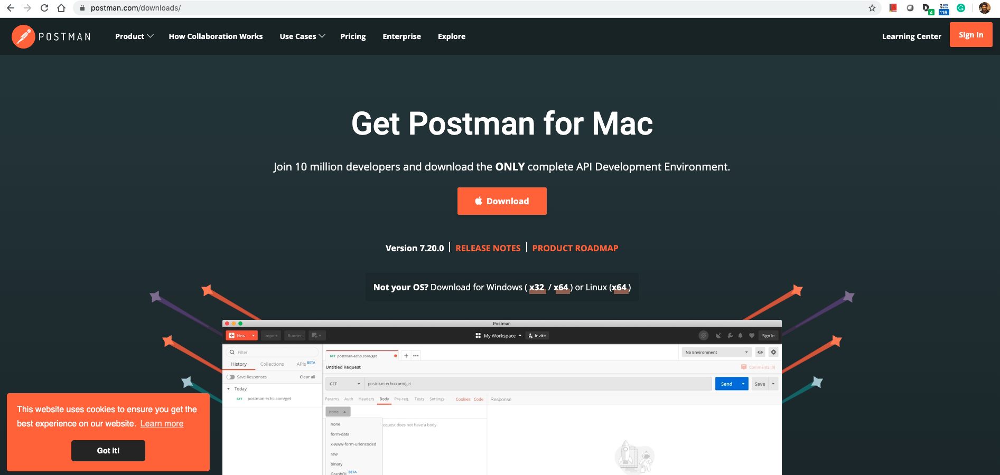 postman.com/downloads/
4
116
POSTMAN
Product
How Collaboration Works
Use Cases
Pricing
Enterprise
Explore
Learning Center
Sign In
Get Postman for Mac
Join 10 million developers and download the ONLY complete API Development Environment.
Download
Version 7.20.0
RELEASE NOTES
PRODUCT ROADMAP
Not your OS? Download for Windows ( x32 / x64 ) or Linux (x64 )
Postman
New
Import
Runner
My Workspace
Invite
Sign In
Filter
GET postman-echo.com/get
No Environment
History
Collections
APIs BETA
Untitled Request
Comments (0)
Save Responses
Clear all
GET
postman-echo.com/get
Send
Save
Today
GET postman-echo.com/get
Params
Auth
Headers
Body
Pre-req.
Tests
Settings
Cookies
Code
Response
none
none
request does not have a body
form-data
x-www-form-urlencoded
raw
binary
GraphQL BETA
This website uses cookies to ensure you get the
best experience on our website. Learn more
Got it!